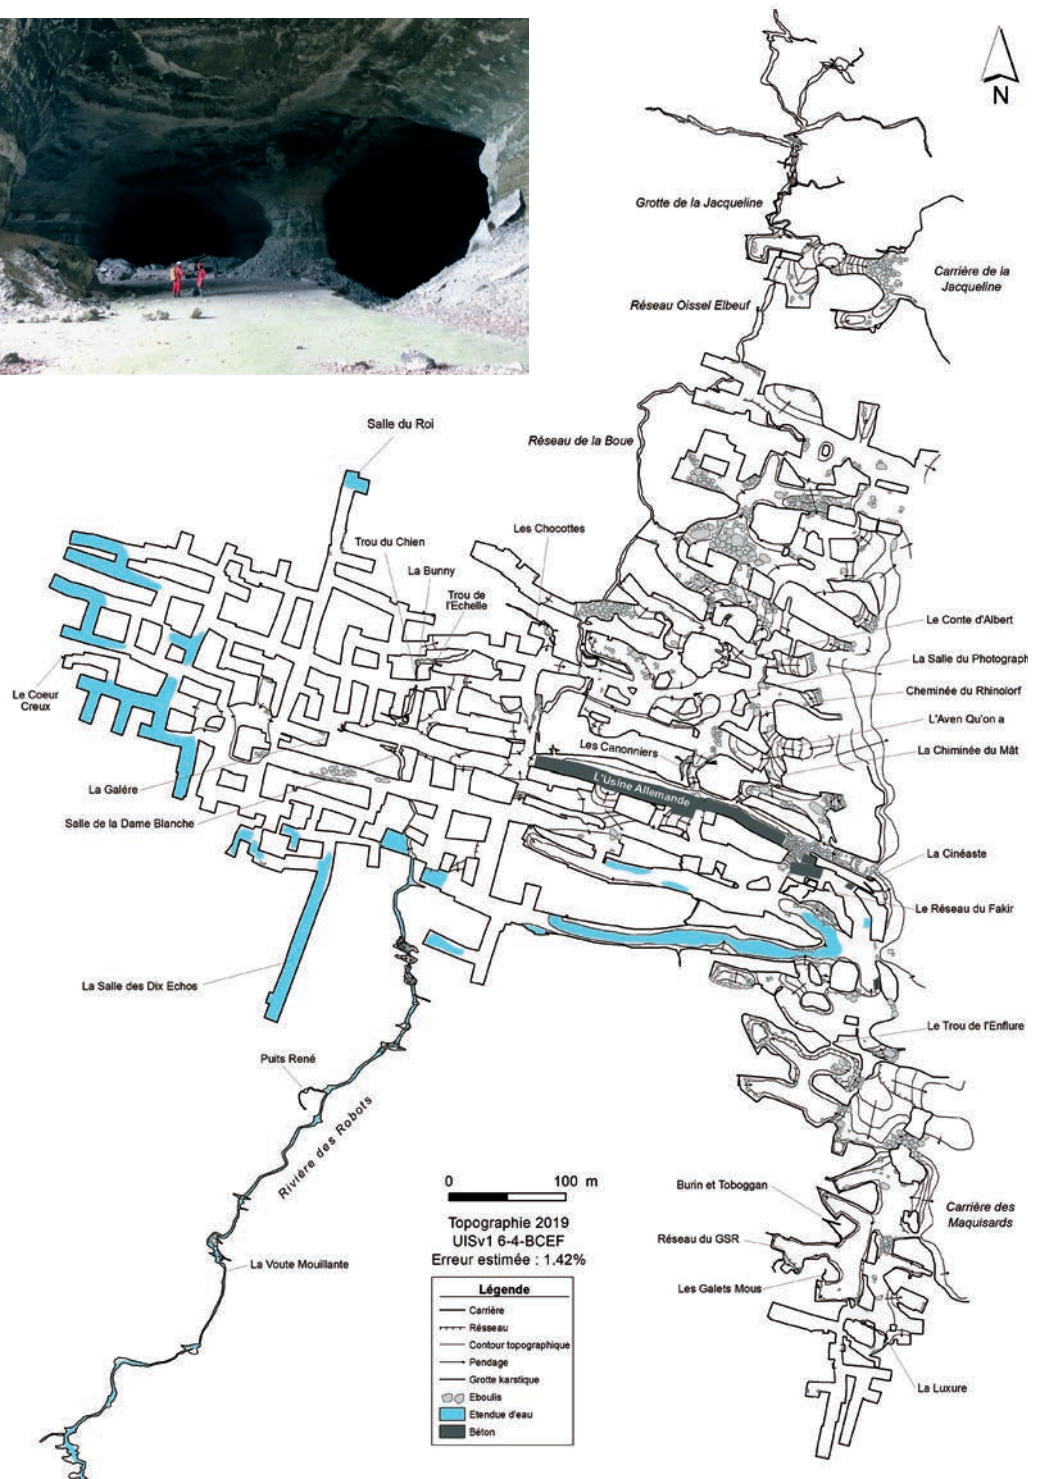 N
Grotte de la Jacqueline
Carrière de la
Jacqueline
Réseau Oissel Elbeuf
Salle du Roi
Réseau de la Boue
Les Chocottes
Trou du Chien
La Bunny
Trou de
l'Echelle
Le Conte d'Albert
La Salle du Photograph
Le Coeur
Creux
Cheminée du Rhinolorf
L'Aven Qu'on a
Les Canonniers
La Chiminée du Mât
L'Usine Allemande
La Galére
Salle de la Dame Blanche
La Cinéaste
Le Réseau du Fakir
La Salle des Dix Echos
Le Trou de l'Enflure
Puits René
Rivière des Robots
0 100 m
Topographie 2019
UISv1 6-4-BCEF
Erreur estimée : 1.42%
Burin et Toboggan
Carrière des
Maquisards
Réseau du GSR
La Voute Mouillante
Les Galets Mous
Légende
Carrière
Résseau
Contour topographique
Pendage
Grotte karstique
Eboulis
Etendue d'eau
Béton
La Luxure